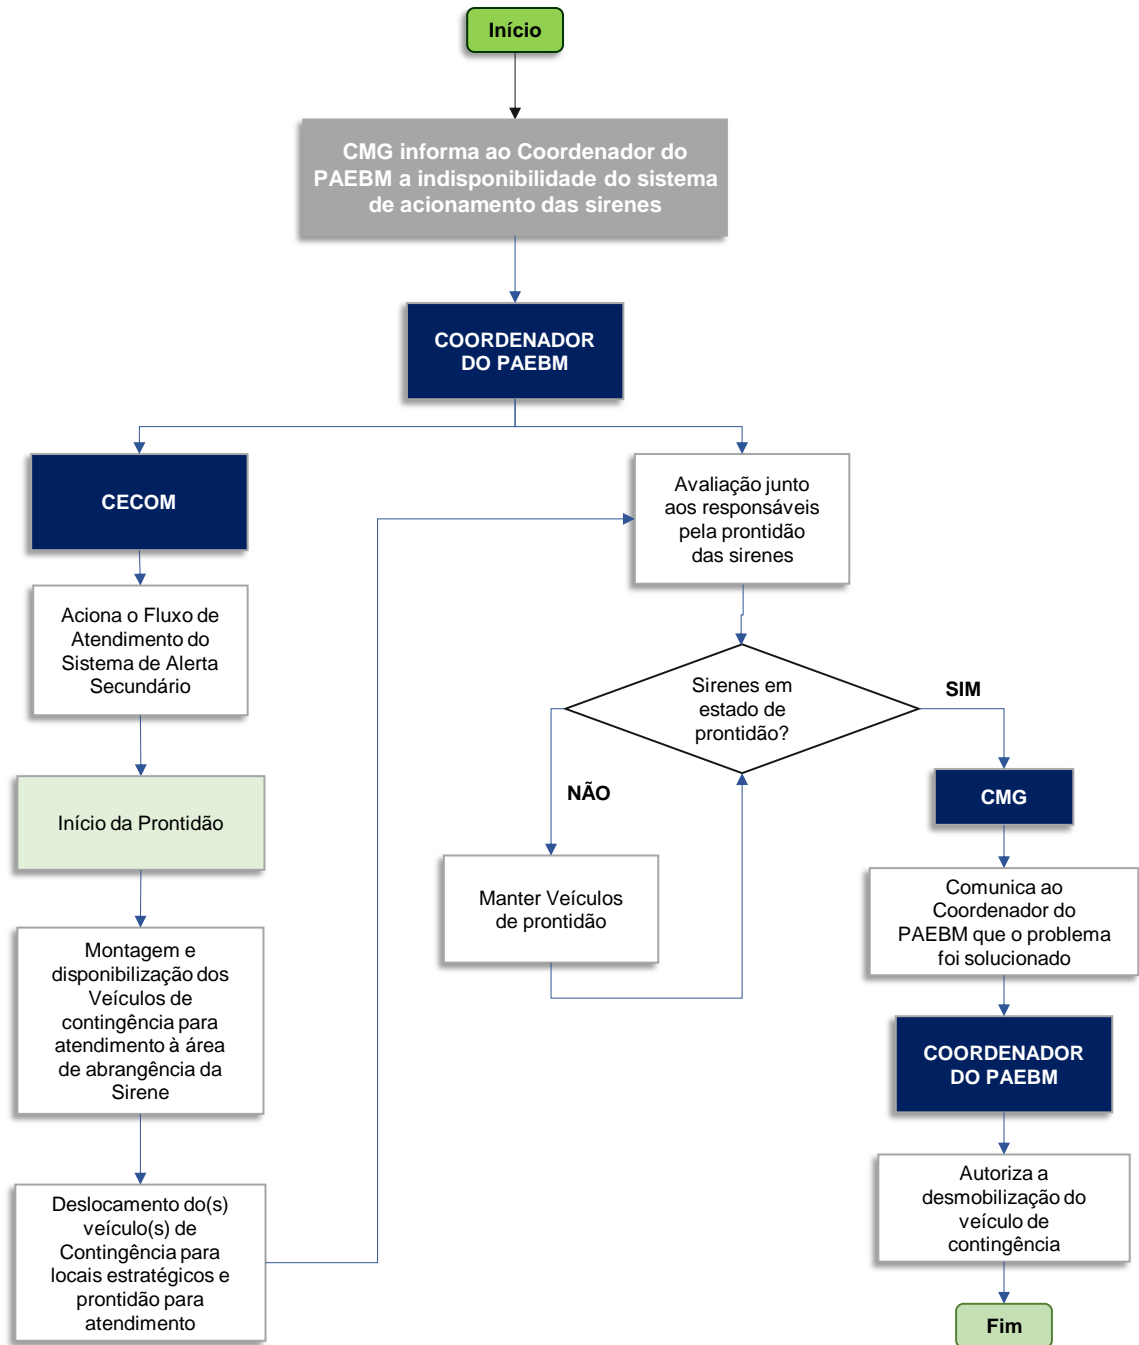 Início
CMG informa ao Coordenador do
PAEBM a indisponibilidade do sistema
de acionamento das sirenes
COORDENADOR
DO PAEBM
CECOM
Aciona o Fluxo de
Atendimento do
Sistema de Alerta
Secundário
Início da Prontidão
Montagem e
disponibilização dos
Veículos de
contingência para
atendimento à área
de abrangência da
Sirene
Deslocamento do(s)
veículo(s) de
Contingência para
locais estratégicos e
prontidão para
atendimento
Avaliação junto
aos responsáveis
pela prontidão
das sirenes
Sirenes em
estado de
prontidão?
NÃO
Manter Veículos
de prontidão
SIM
CMG
Comunica ao
Coordenador do
PAEBM que o problema
foi solucionado
COORDENADOR
DO PAEBM
Autoriza a
desmobilização do
veículo de
contingência
Fim